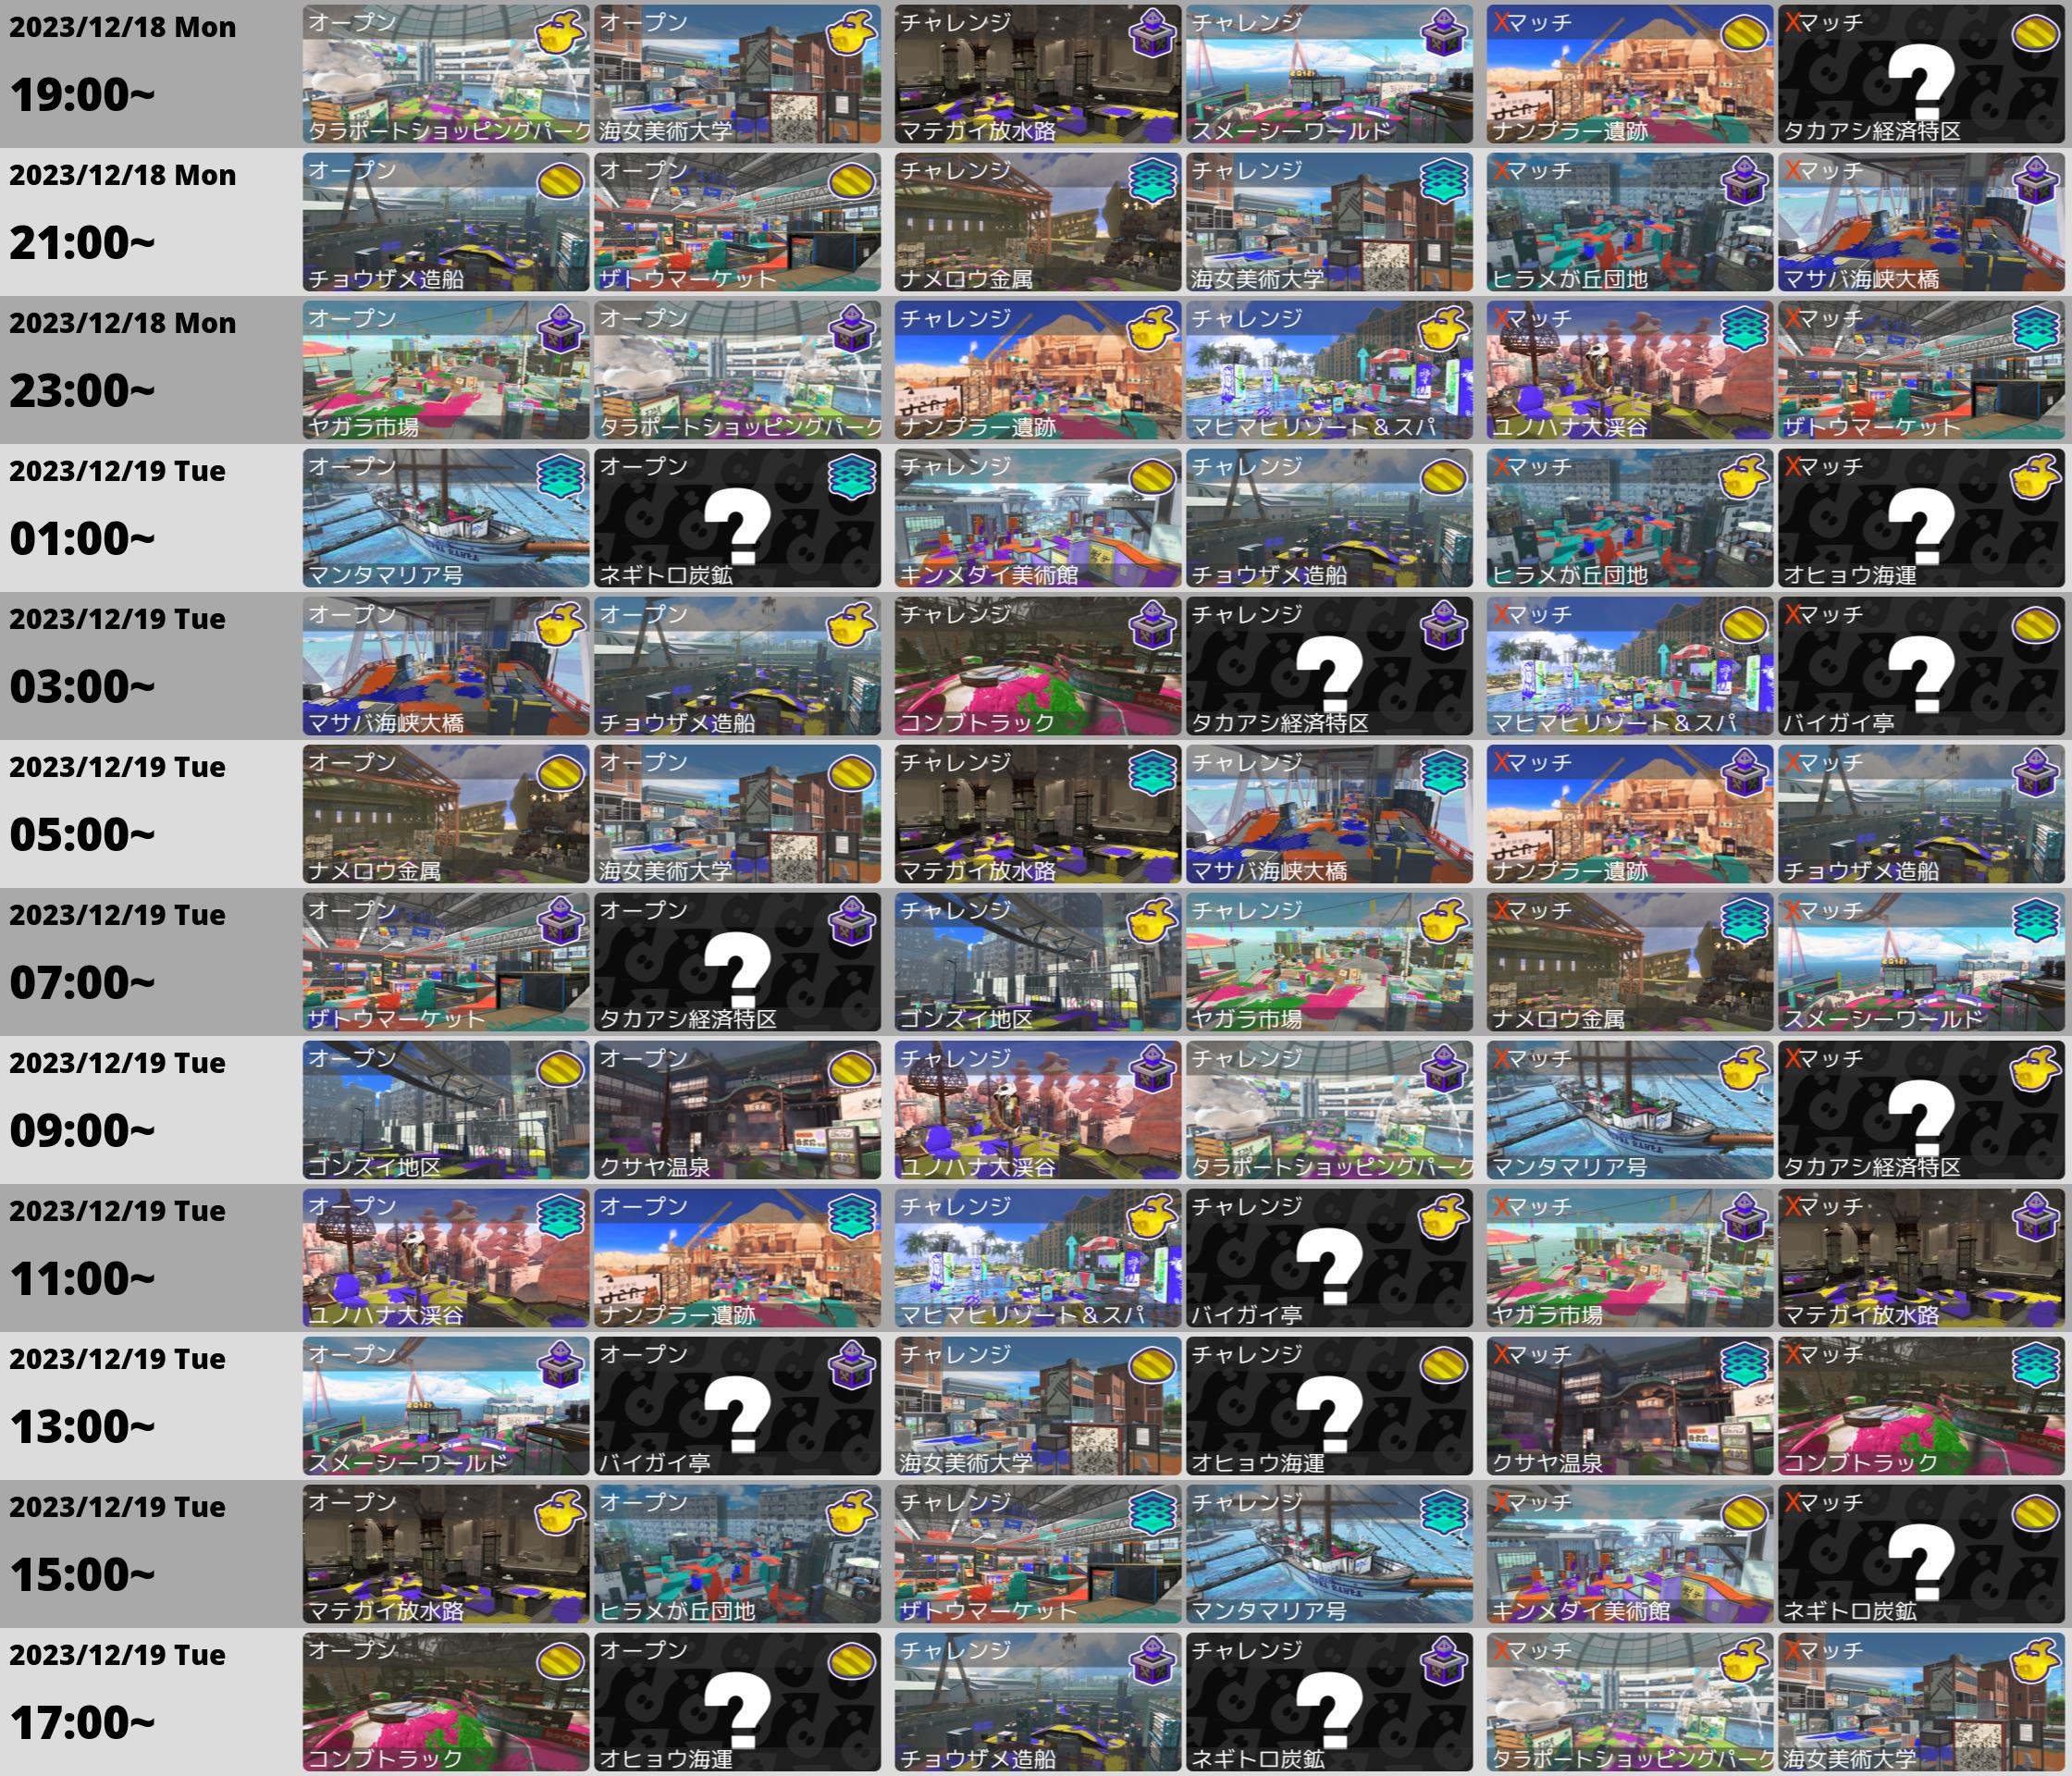 2023/12/18 Mon
19:00~
オープン
タラポートショッピングパーク
オープン
海女美術大学
チャレンジ
マテガイ放水路
チャレンジ
スメーシーワールド
Xマッチ
ナンプラー遺跡
Xマッチ
タカアシ経済特区
2023/12/18 Mon
21:00~
オープン
チョウザメ造船
オープン
ザトウマーケット
チャレンジ
ナメロウ金属
チャレンジ
海女美術大学
Xマッチ
ヒラメが丘団地
Xマッチ
マサバ海峡大橋
2023/12/18 Mon
23:00~
オープン
ヤガラ市場
オープン
タラポートショッピングパーク
チャレンジ
ナンプラー遺跡
チャレンジ
マヒマヒリゾート&スパ
Xマッチ
ユノハナ大渓谷
Xマッチ
ザトウマーケット
2023/12/19 Tue
01:00~
オープン
マンタマリア号
オープン
ネギトロ炭鉱
チャレンジ
キンメダイ美術館
チャレンジ
チョウザメ造船
Xマッチ
ヒラメが丘団地
Xマッチ
オヒョウ海運
2023/12/19 Tue
03:00~
オープン
マサバ海峡大橋
オープン
チョウザメ造船
チャレンジ
コンブトラック
チャレンジ
タカアシ経済特区
Xマッチ
マヒマヒリゾート&スパ
Xマッチ
バイガイ亭
2023/12/19 Tue
05:00~
オープン
ナメロウ金属
オープン
海女美術大学
チャレンジ
マテガイ放水路
チャレンジ
マサバ海峡大橋
Xマッチ
ナンプラー遺跡
Xマッチ
チョウザメ造船
2023/12/19 Tue
07:00~
オープン
ザトウマーケット
オープン
タカアシ経済特区
チャレンジ
ゴンズイ地区
チャレンジ
ヤガラ市場
Xマッチ
ナメロウ金属
Xマッチ
スメーシーワールド
2023/12/19 Tue
09:00~
オープン
ゴンズイ地区
オープン
クサヤ温泉
チャレンジ
ユノハナ大渓谷
チャレンジ
タラポートショッピングパーク
Xマッチ
マンタマリア号
Xマッチ
タカアシ経済特区
2023/12/19 Tue
11:00~
オープン
ユノハナ大渓谷
オープン
ナンプラー遺跡
チャレンジ
マヒマヒリゾート&スパ
チャレンジ
バイガイ亭
Xマッチ
ヤガラ市場
Xマッチ
マテガイ放水路
2023/12/19 Tue
13:00~
オープン
スメーシーワールド
オープン
バイガイ亭
チャレンジ
海女美術大学
チャレンジ
オヒョウ海運
Xマッチ
クサヤ温泉
Xマッチ
コンブトラック
2023/12/19 Tue
15:00~
オープン
マテガイ放水路
オープン
ヒラメが丘団地
チャレンジ
ザトウマーケット
チャレンジ
マンタマリア号
Xマッチ
キンメダイ美術館
Xマッチ
ネギトロ炭鉱
2023/12/19 Tue
17:00~
オープン
コンブトラック
オープン
オヒョウ海運
チャレンジ
チョウザメ造船
チャレンジ
ネギトロ炭鉱
Xマッチ
タラポートショッピングパーク
Xマッチ
海女美術大学